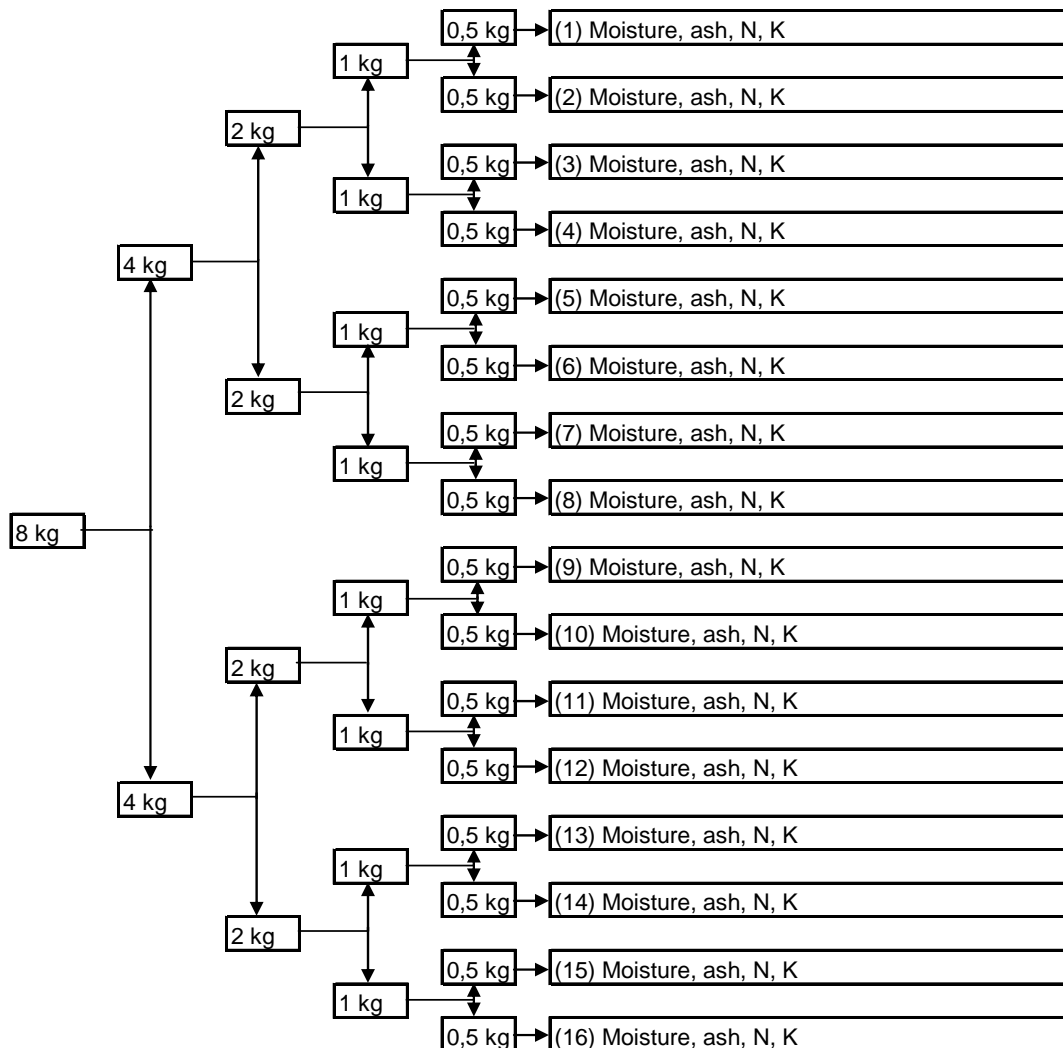 0,5 kg (1) Moisture, ash, N, K
1 kg
0,5 kg (2) Moisture, ash, N, K
2 kg
0,5 kg (3) Moisture, ash, N, K
1 kg
0,5 kg (4) Moisture, ash, N, K
4 kg
0,5 kg (5) Moisture, ash, N, K
1 kg
0,5 kg (6) Moisture, ash, N, K
2 kg
0,5 kg (7) Moisture, ash, N, K
1 kg
0,5 kg (8) Moisture, ash, N, K
8 kg
0,5 kg (9) Moisture, ash, N, K
1 kg
0,5 kg (10) Moisture, ash, N, K
2 kg
0,5 kg (11) Moisture, ash, N, K
1 kg
0,5 kg (12) Moisture, ash, N, K
4 kg
0,5 kg (13) Moisture, ash, N, K
1 kg
0,5 kg (14) Moisture, ash, N, K
2 kg
0,5 kg (15) Moisture, ash, N, K
1 kg
0,5 kg (16) Moisture, ash, N, K